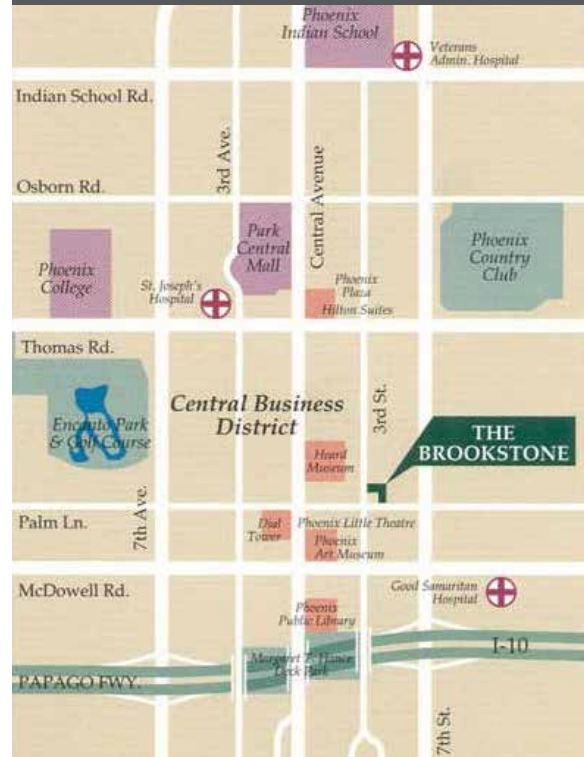 Phoenix
Indian School
Veterans
Admin. Hospital
Indian School Rd.
3rd Ave.
Central Avenue
Osborn Rd.
Park
Central
Mall
Phoenix
Country
Club
Phoenix
College
St. Joseph's
Hospital
Phoenix
Plaza
Hilton Suites
Thomas Rd.
Encanto Park
& Golf Course
Central Business
District
3rd St.
THE
BROOKSTONE
Heard
Museum
7th Ave.
Palm Ln.
Dial
Tower
Phoenix Little Theatre
Phoenix
Art Museum
McDowell Rd.
Good Samaritan
Hospital
Phoenix
Public Library
I-10
Margaret T. Hance
Deck Park
PAPAGO FWY.
7th St.